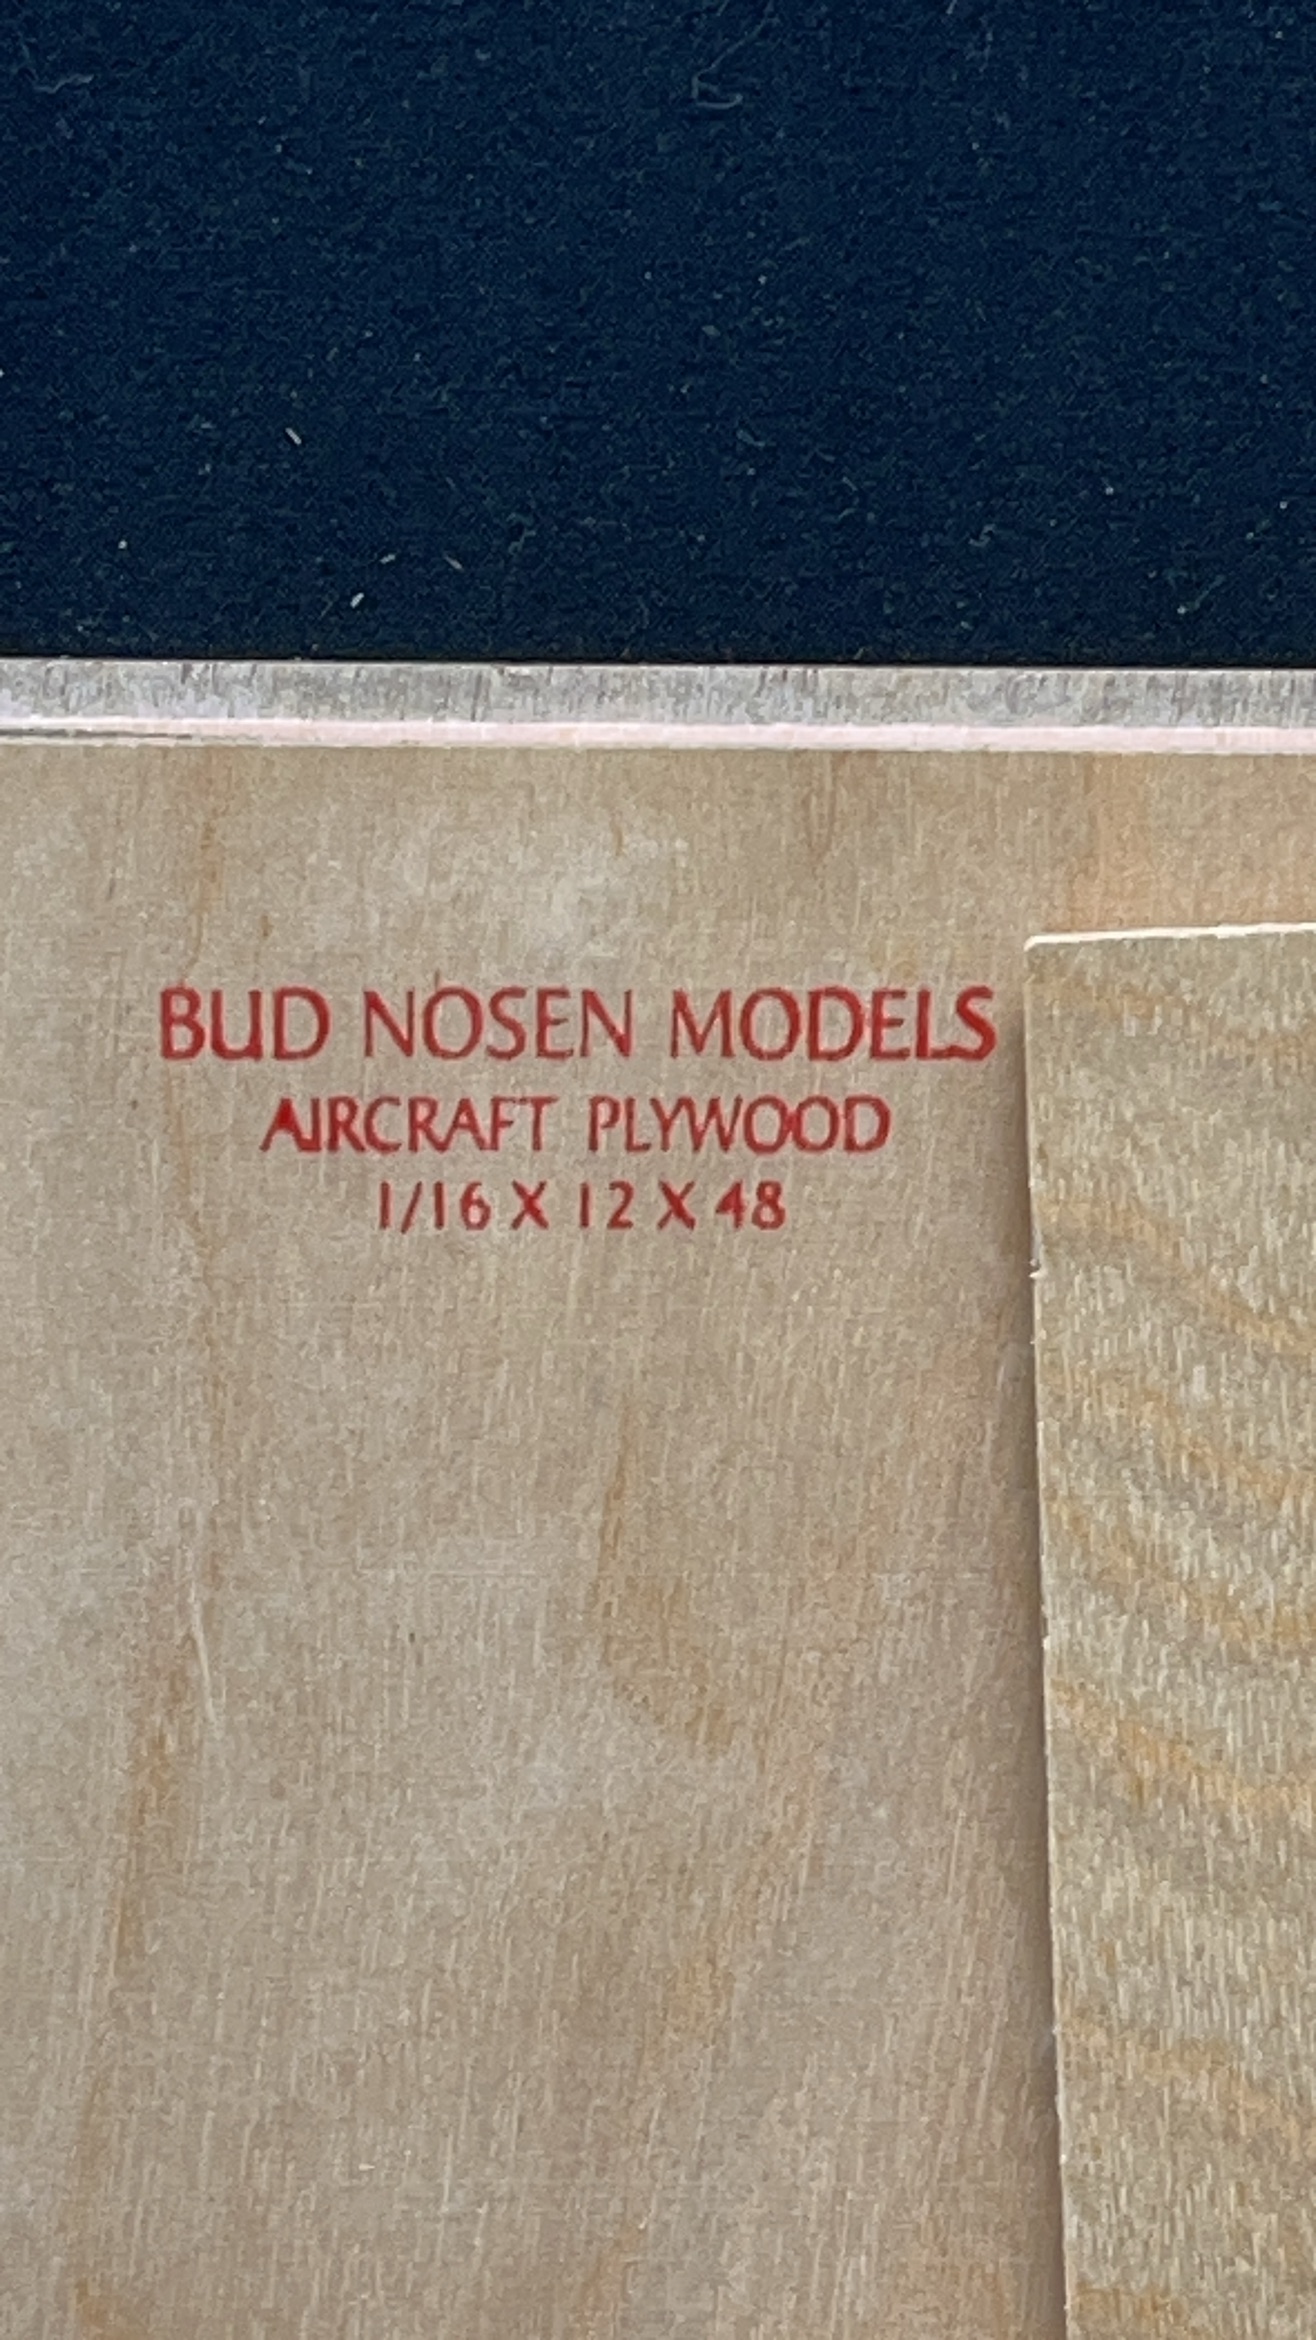 BUD NOSEN MODELS
AIRCRAFT PLYWOOD
1/16 X 12 X 48